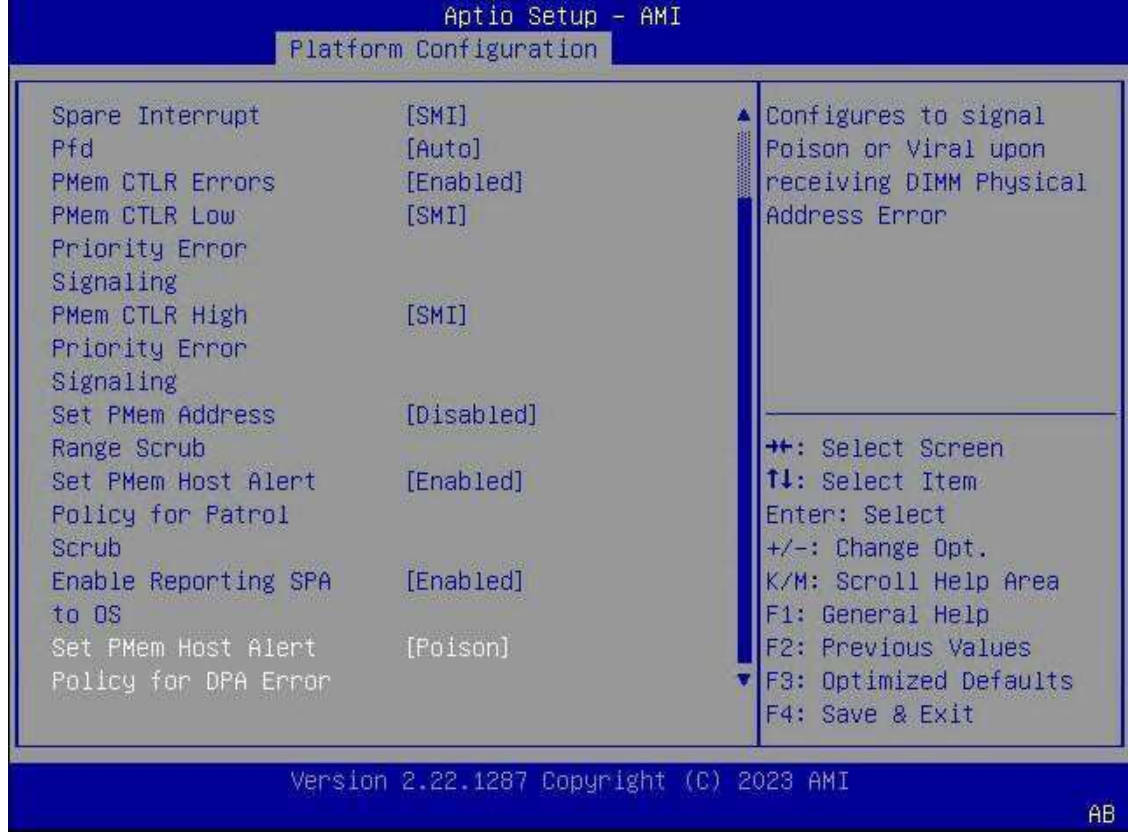 Aptio Setup – AMI
Platform Configuration
Spare Interrupt [SMI]
Pfd [Auto]
PMem CTLR Errors [Enabled]
PMem CTLR Low [SMI]
Priority Error
Signaling
PMem CTLR High [SMI]
Priority Error
Signaling
Set PMem Address [Disabled]
Range Scrub
Set PMem Host Alert [Enabled]
Policy for Patrol
Scrub
Enable Reporting SPA [Enabled]
to OS
Set PMem Host Alert [Poison]
Policy for DPA Error
Configures to signal
Poison or Viral upon
receiving DIMM Physical
Address Error
→←: Select Screen
↑↓: Select Item
Enter: Select
+/-: Change Opt.
K/M: Scroll Help Area
F1: General Help
F2: Previous Values
F3: Optimized Defaults
F4: Save & Exit
Version 2.22.1287 Copyright (C) 2023 AMI
AB